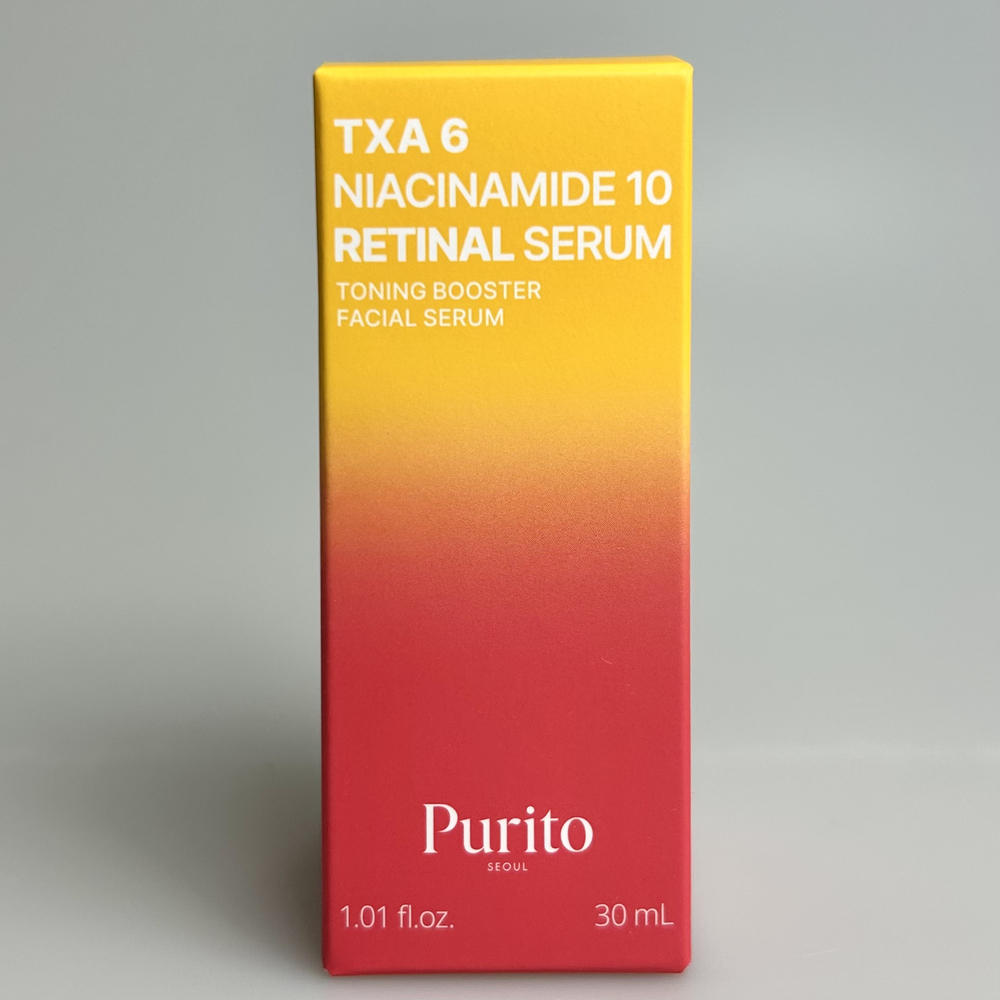 TXA 6
NIACINAMIDE 10
RETINAL SERUM
TONING BOOSTER
FACIAL SERUM
Purito
SEOUL
1.01 fl.oz. 30 mL